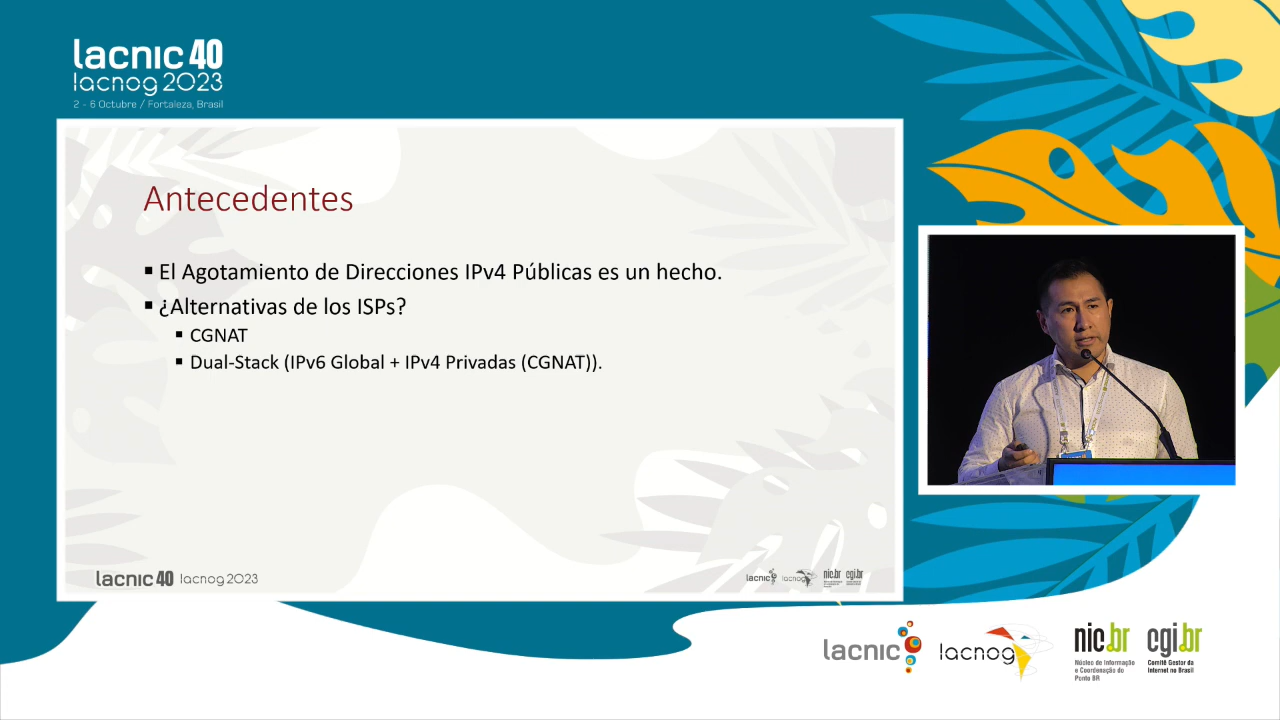 lacnic 40
lacnog 2023
2 - 6 Octubre / Fortaleza, Brasil
Antecedentes
El Agotamiento de Direcciones IPv4 Públicas es un hecho.
¿Alternativas de los ISPs?
CGNAT
Dual-Stack (IPv6 Global + IPv4 Privadas (CGNAT)).
lacnic 40 lacnog 2023
lacnic lacnog nic.br cgi.br
lacnic
lacnog
nic.br
Núcleo de Informação
e Coordenação do
Ponto BR
cgi.br
Comitê Gestor da
Internet no Brasil